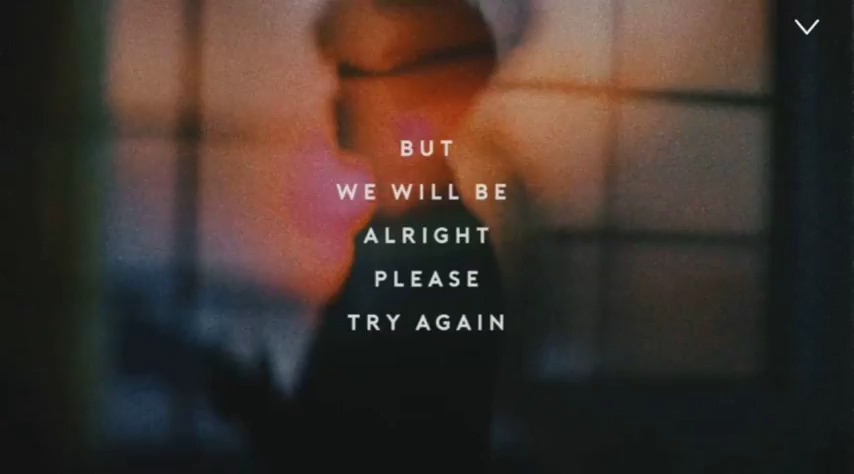 BUT
WE WILL BE
ALRIGHT
PLEASE
TRY AGAIN